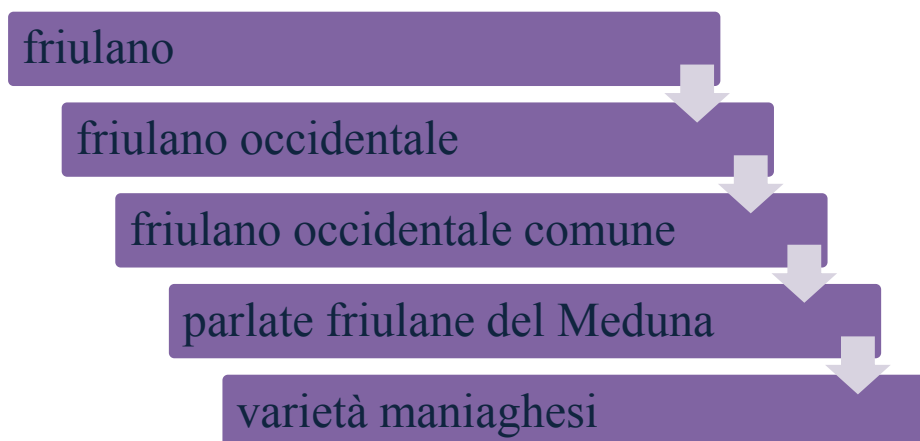 friulano
friulano occidentale
friulano occidentale comune
parlate friulane del Meduna
varietà maniaghesi